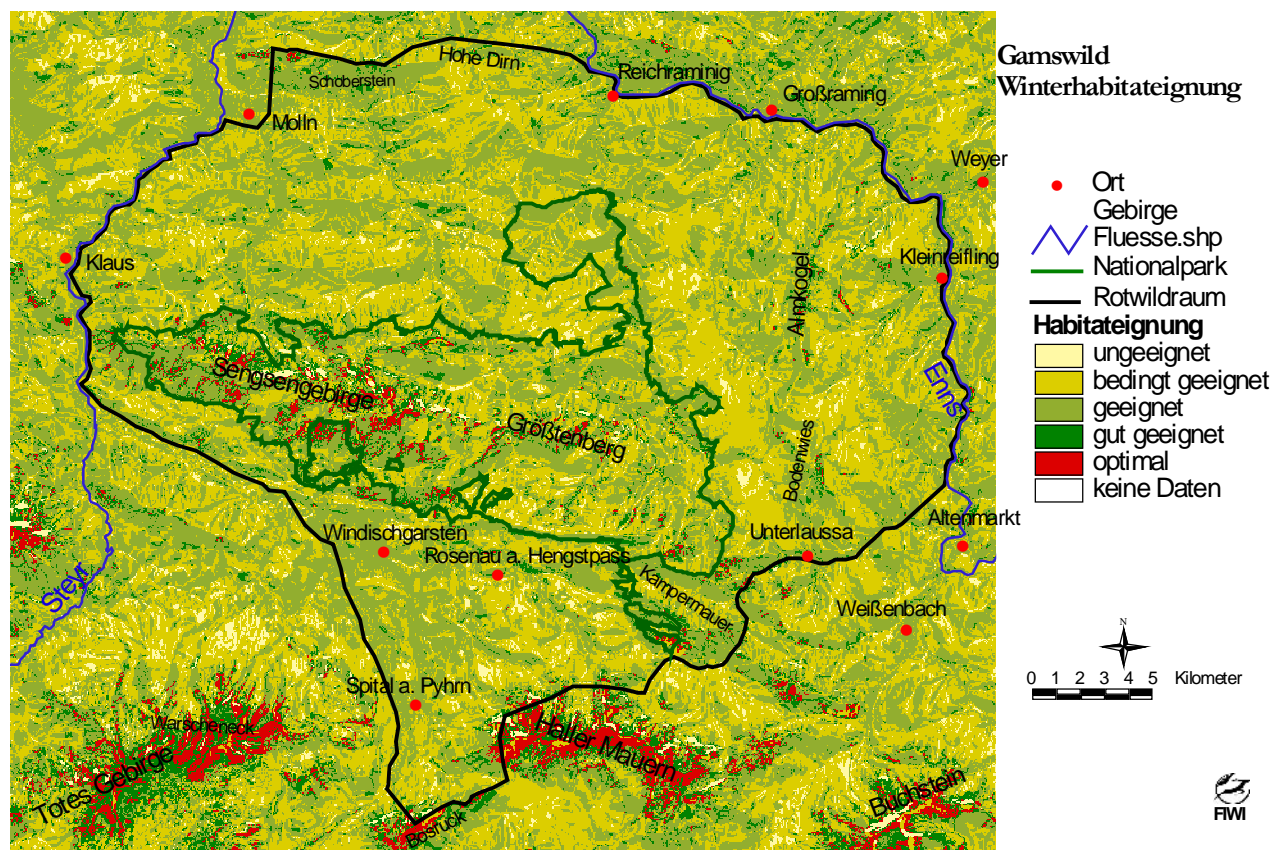 Gamswild
Winterhabitateignung
Hohe Dirn
Schoberstein
Reichraminig
Großraming
Molln
Weyer
Klaus
Kleinreifling
Almkogel
Sengsengebirge
Größtenberg
Enns
Bodenwies
Windischgarsten
Rosenau a. Hengstpass
Unterlaussa
Altenmarkt
Steyr
Kampermauer
Weißenbach
Spital a. Pyhrn
Warscheneck
Totes Gebirge
Haller Mauern
Bosruck
Buchstein
Ort
Gebirge
Fluesse.shp
Nationalpark
Rotwildraum
Habitateignung
ungeeignet
bedingt geeignet
geeignet
gut geeignet
optimal
keine Daten
N
0 1 2 3 4 5 Kilometer
FIWI